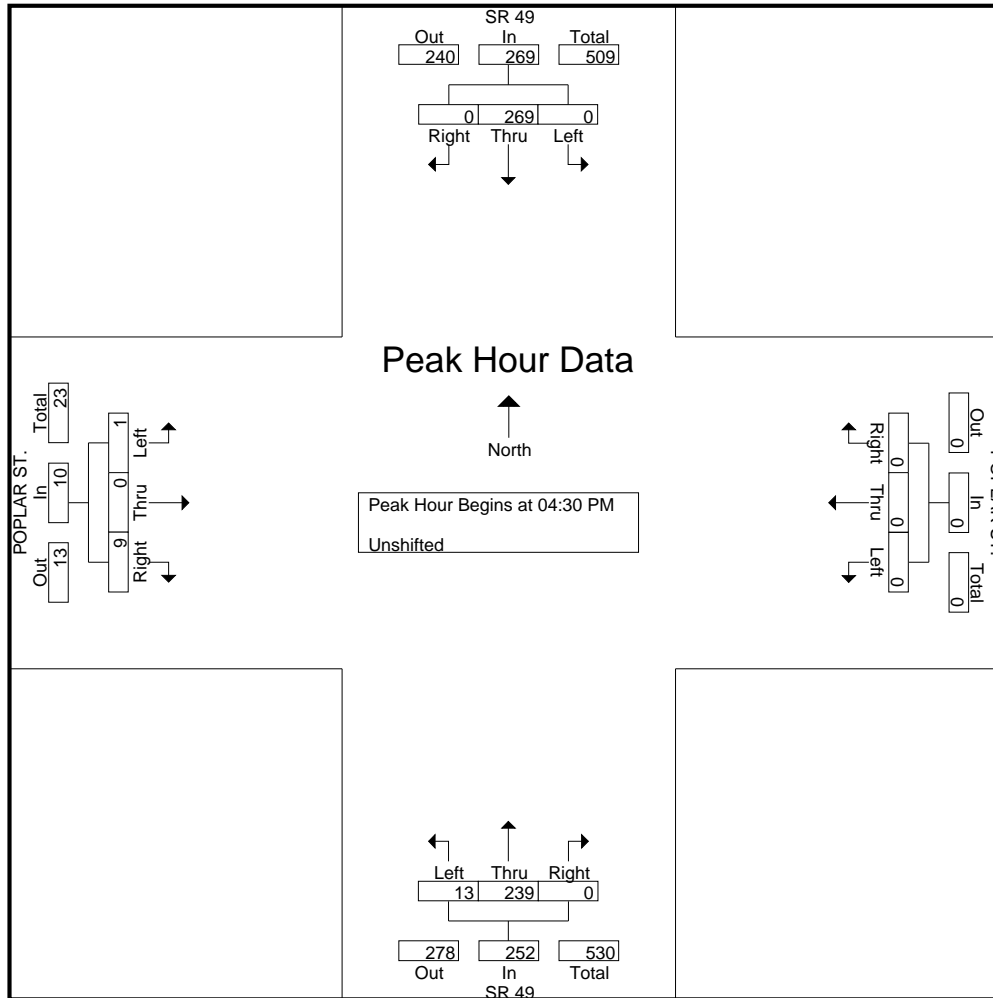 SR 49
Out In Total
240 269 509
0 269 0
Right Thru Left
Peak Hour Data
North
Peak Hour Begins at 04:30 PM
Unshifted
POPLAR ST.
Total In Out
23 10 13
1 0 9
Left Thru Right
Right Thru Left
0 0 0
Out In Total
0 0 0
Left Thru Right
13 239 0
278 252 530
Out In Total
SR 49